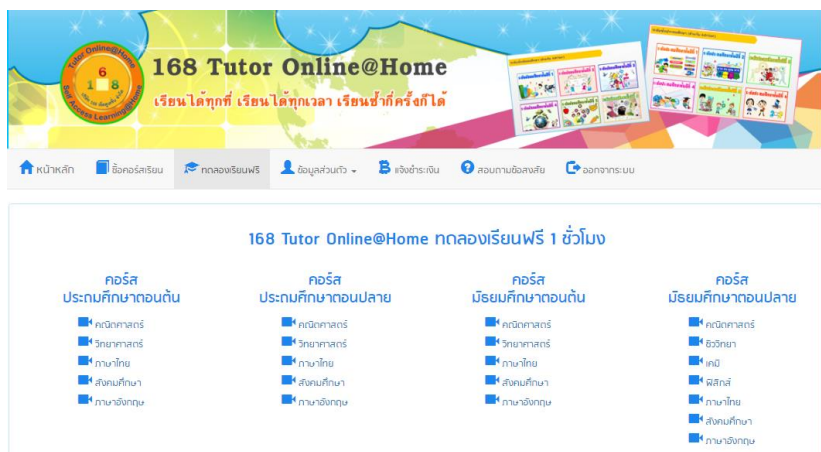 168 Tutor Online@Home
เรียนได้ทุกที่ เรียนได้ทุกเวลา เรียนซ้ำกี่ครั้งก็ได้
Tutor Online@Home
6
1 8
Self Access Learning@Home
หน้าหลัก ซื้อคอร์สเรียน ทดลองเรียนฟรี ข้อมูลส่วนตัว แจ้งชำระเงิน สอบถามข้อสงสัย ออกจากระบบ
168 Tutor Online@Home ทดลองเรียนฟรี 1 ชั่วโมง
คอร์ส
ประถมศึกษาตอนต้น
คณิตศาสตร์
วิทยาศาสตร์
ภาษาไทย
สังคมศึกษา
ภาษาอังกฤษ
คอร์ส
ประถมศึกษาตอนปลาย
คณิตศาสตร์
วิทยาศาสตร์
ภาษาไทย
สังคมศึกษา
ภาษาอังกฤษ
คอร์ส
มัธยมศึกษาตอนต้น
คณิตศาสตร์
วิทยาศาสตร์
ภาษาไทย
สังคมศึกษา
ภาษาอังกฤษ
คอร์ส
มัธยมศึกษาตอนปลาย
คณิตศาสตร์
ชีววิทยา
เคมี
ฟิสิกส์
ภาษาไทย
สังคมศึกษา
ภาษาอังกฤษ